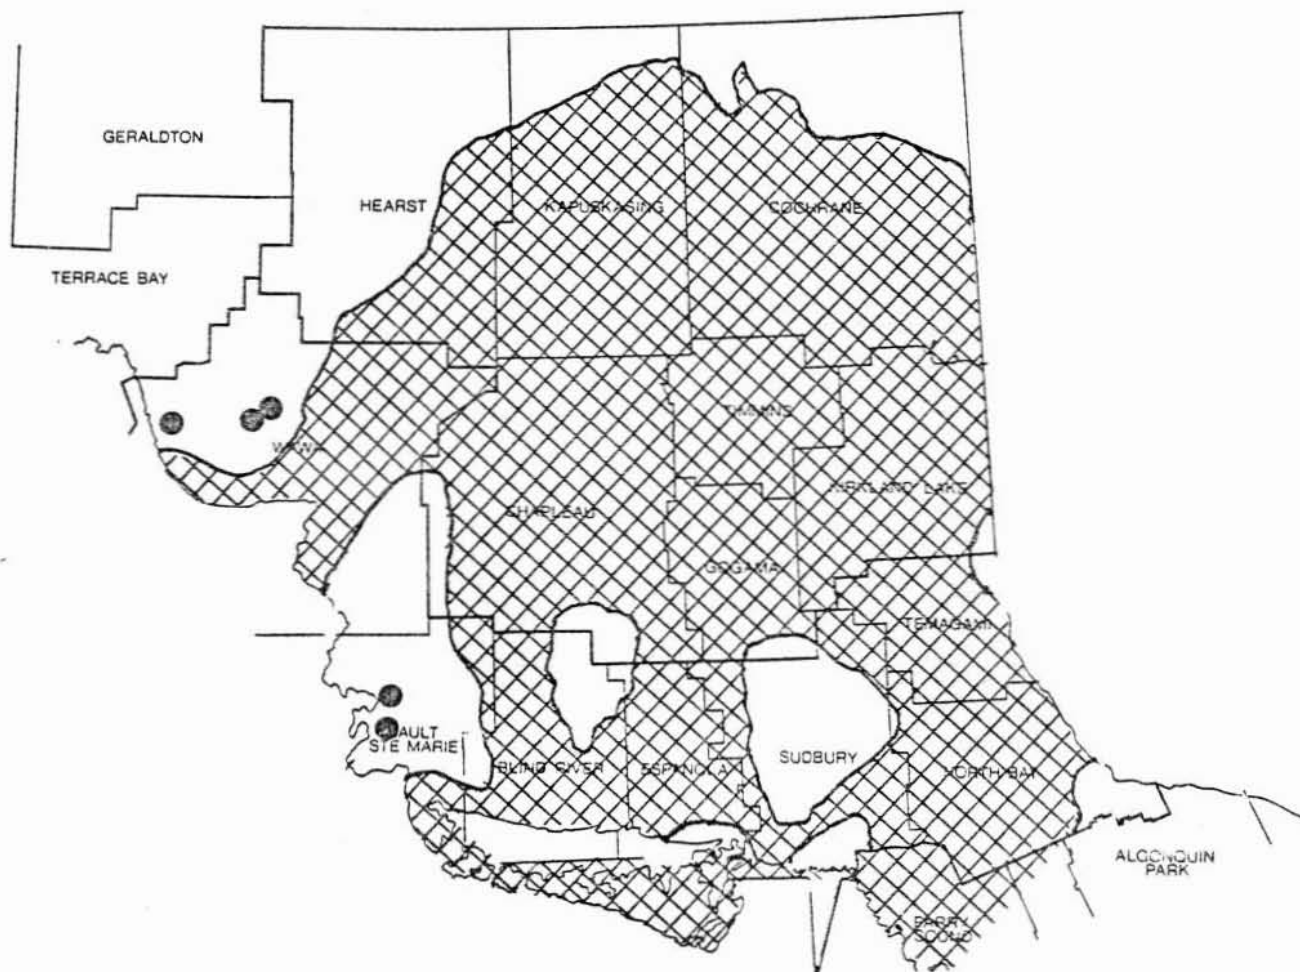 GERALDTON
HEARST
KAPUSKASING
COCHRANE
TERRACE BAY
TIMMINS
WAWA
KIRKLAND LAKE
CHAPLEAU
GOGAMA
TEMAGAMI
SAULT
STE MARIE
BLIND RIVER
ESPANOLA
SUDBURY
NORTH BAY
ALGONQUIN
PARK
PARRY
SOUND